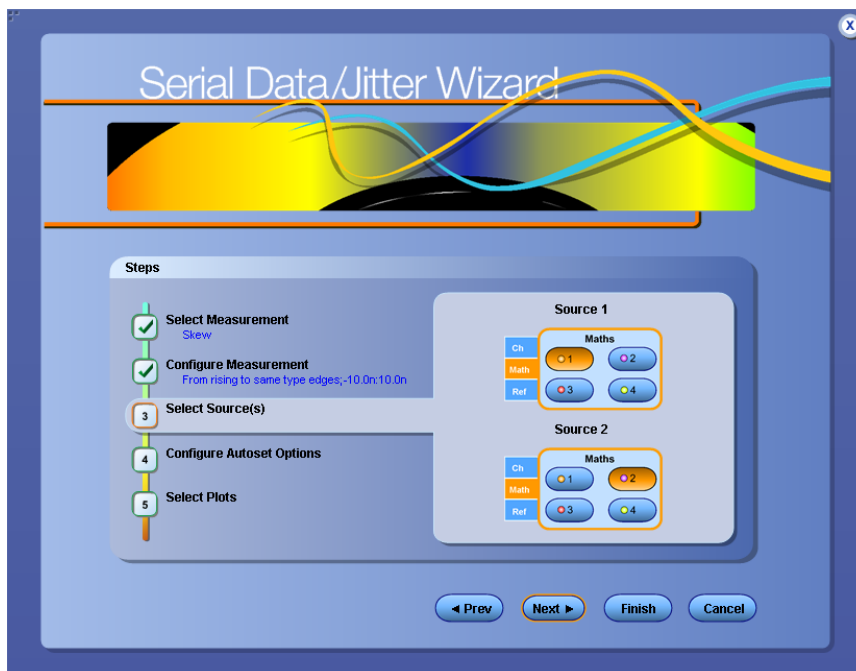 X
Serial Data/Jitter Wizard
Steps
Select Measurement
Skew
Configure Measurement
From rising to same type edges;-10.0n:10.0n
3 Select Source(s)
4 Configure Autoset Options
5 Select Plots
Source 1
Maths
Ch
Math
Ref
1 2
3 4
Source 2
Maths
Ch
Math
Ref
1 2
3 4
Prev Next Finish Cancel